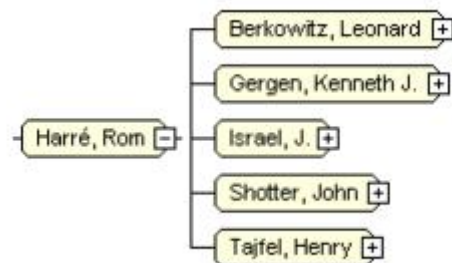 Berkowitz, Leonard
Gergen, Kenneth J.
Harré, Rom
Israel, J.
Shotter, John
Tajfel, Henry